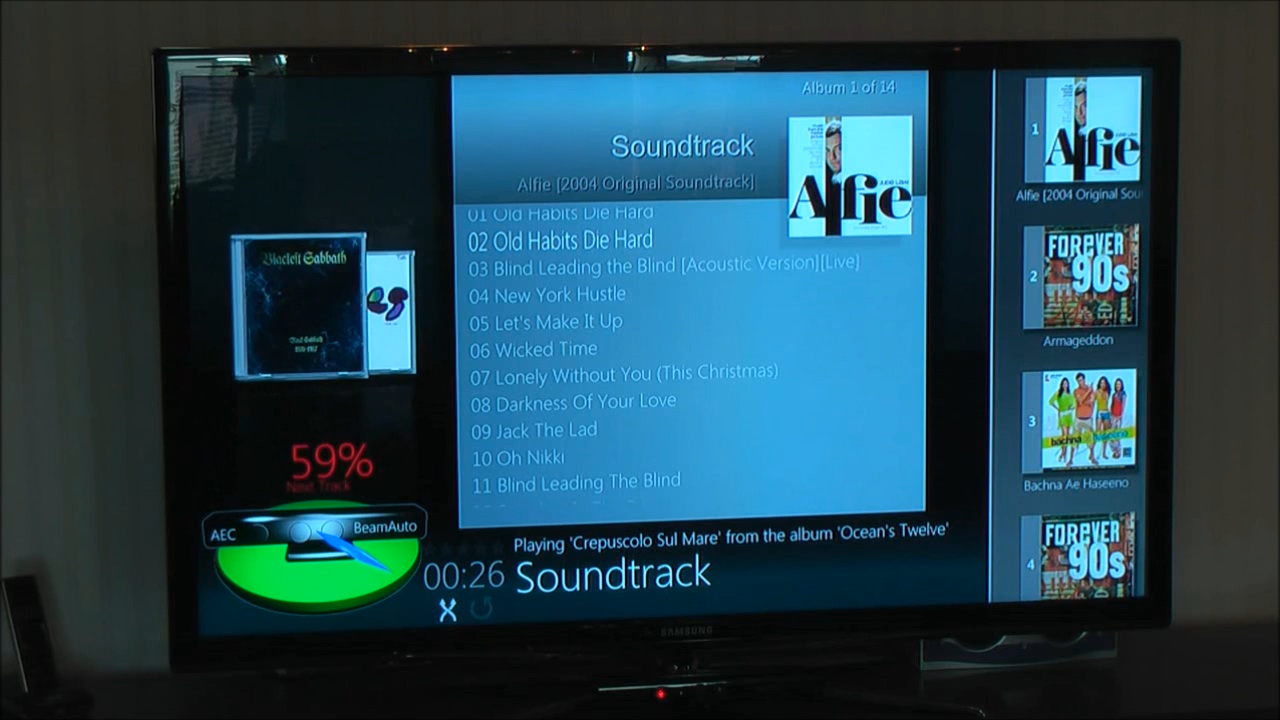 Album 1 of 14
Soundtrack
Alfie [2004 Original Soundtrack]
Alfie
01 Old Habits Die Hard
02 Old Habits Die Hard
03 Blind Leading the Blind [Acoustic Version][Live]
04 New York Hustle
05 Let's Make It Up
06 Wicked Time
07 Lonely Without You (This Christmas)
08 Darkness Of Your Love
09 Jack The Lad
10 Oh Nikki
11 Blind Leading The Blind
Black Sabbath
59%
Next Track
AEC
BeamAuto
Playing 'Crepuscolo Sul Mare' from the album 'Ocean's Twelve'
00:26
Soundtrack
1
Alfie
Alfie [2004 Original Sou
2
FOREVER
90s
Armageddon
3
bachna
haseeno
Bachna Ae Haseeno
4
FOREVER
90s
SAMSUNG